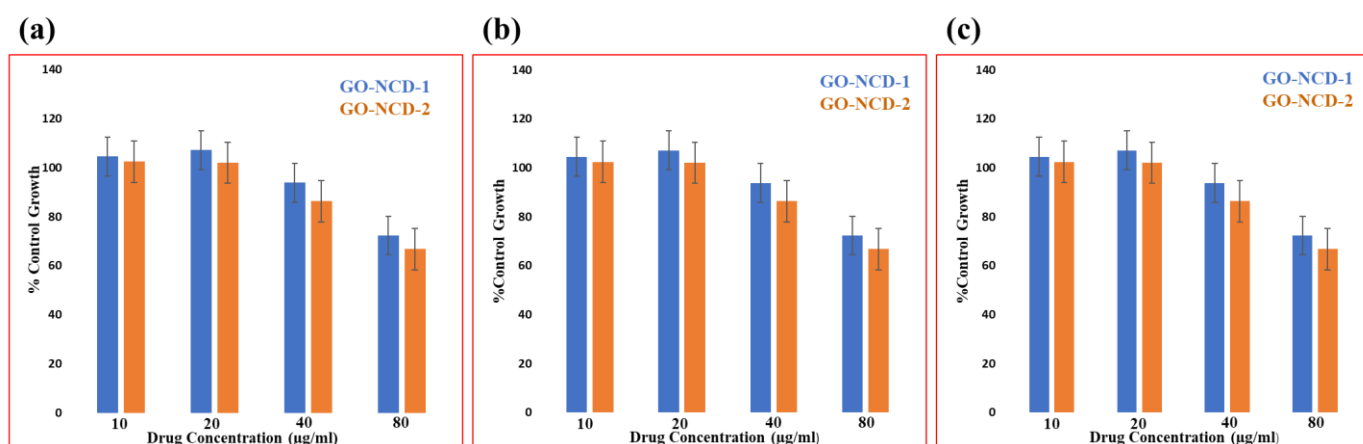 (a)
140
120
100
80
60
40
20
0
% Control Growth
GO-NCD-1
GO-NCD-2
10 20 40 80
Drug Concentration (µg/ml)
(b)
140
120
100
80
60
40
20
0
%Control Growth
GO-NCD-1
GO-NCD-2
10 20 40 80
Drug Concentration (µg/ml)
(c)
140
120
100
80
60
40
20
0
%Control Growth
GO-NCD-1
GO-NCD-2
10 20 40 80
Drug Concentration (µg/ml)